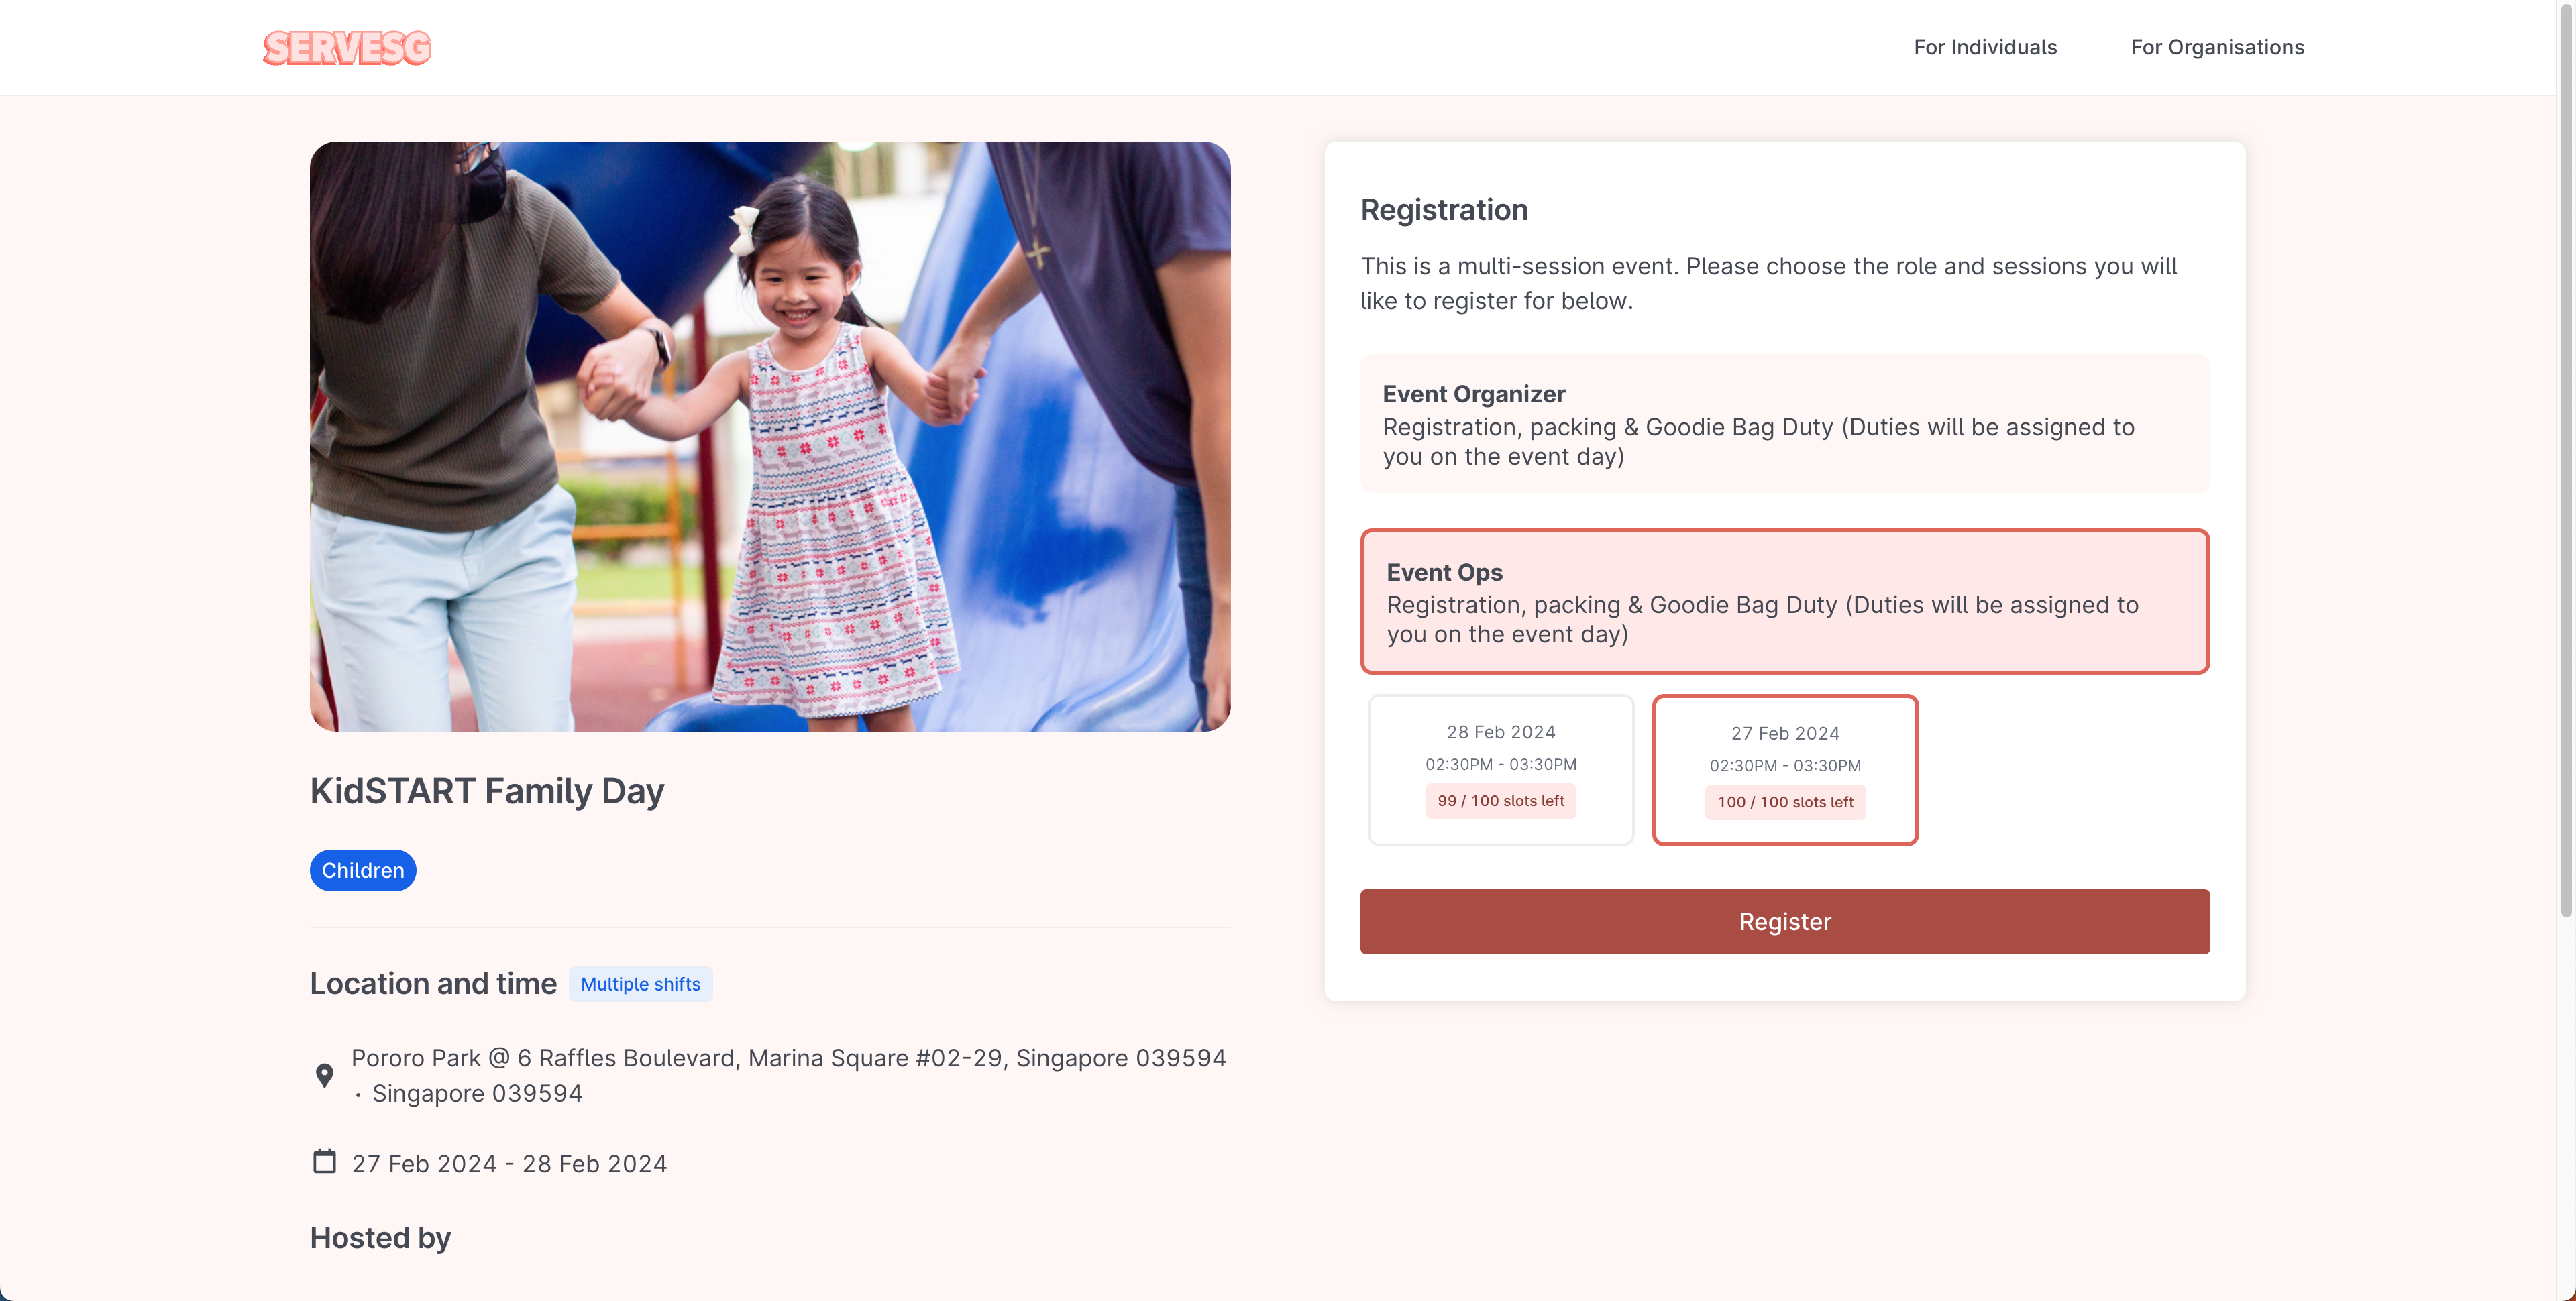 SERVESG
For Individuals
For Organisations
KidSTART Family Day
Children
Location and time
Multiple shifts
Pororo Park @ 6 Raffles Boulevard, Marina Square #02-29, Singapore 039594
• Singapore 039594
27 Feb 2024 - 28 Feb 2024
Hosted by
Registration
This is a multi-session event. Please choose the role and sessions you will
like to register for below.
Event Organizer
Registration, packing & Goodie Bag Duty (Duties will be assigned to
you on the event day)
Event Ops
Registration, packing & Goodie Bag Duty (Duties will be assigned to
you on the event day)
28 Feb 2024
02:30PM - 03:30PM
99 / 100 slots left
27 Feb 2024
02:30PM - 03:30PM
100 / 100 slots left
Register